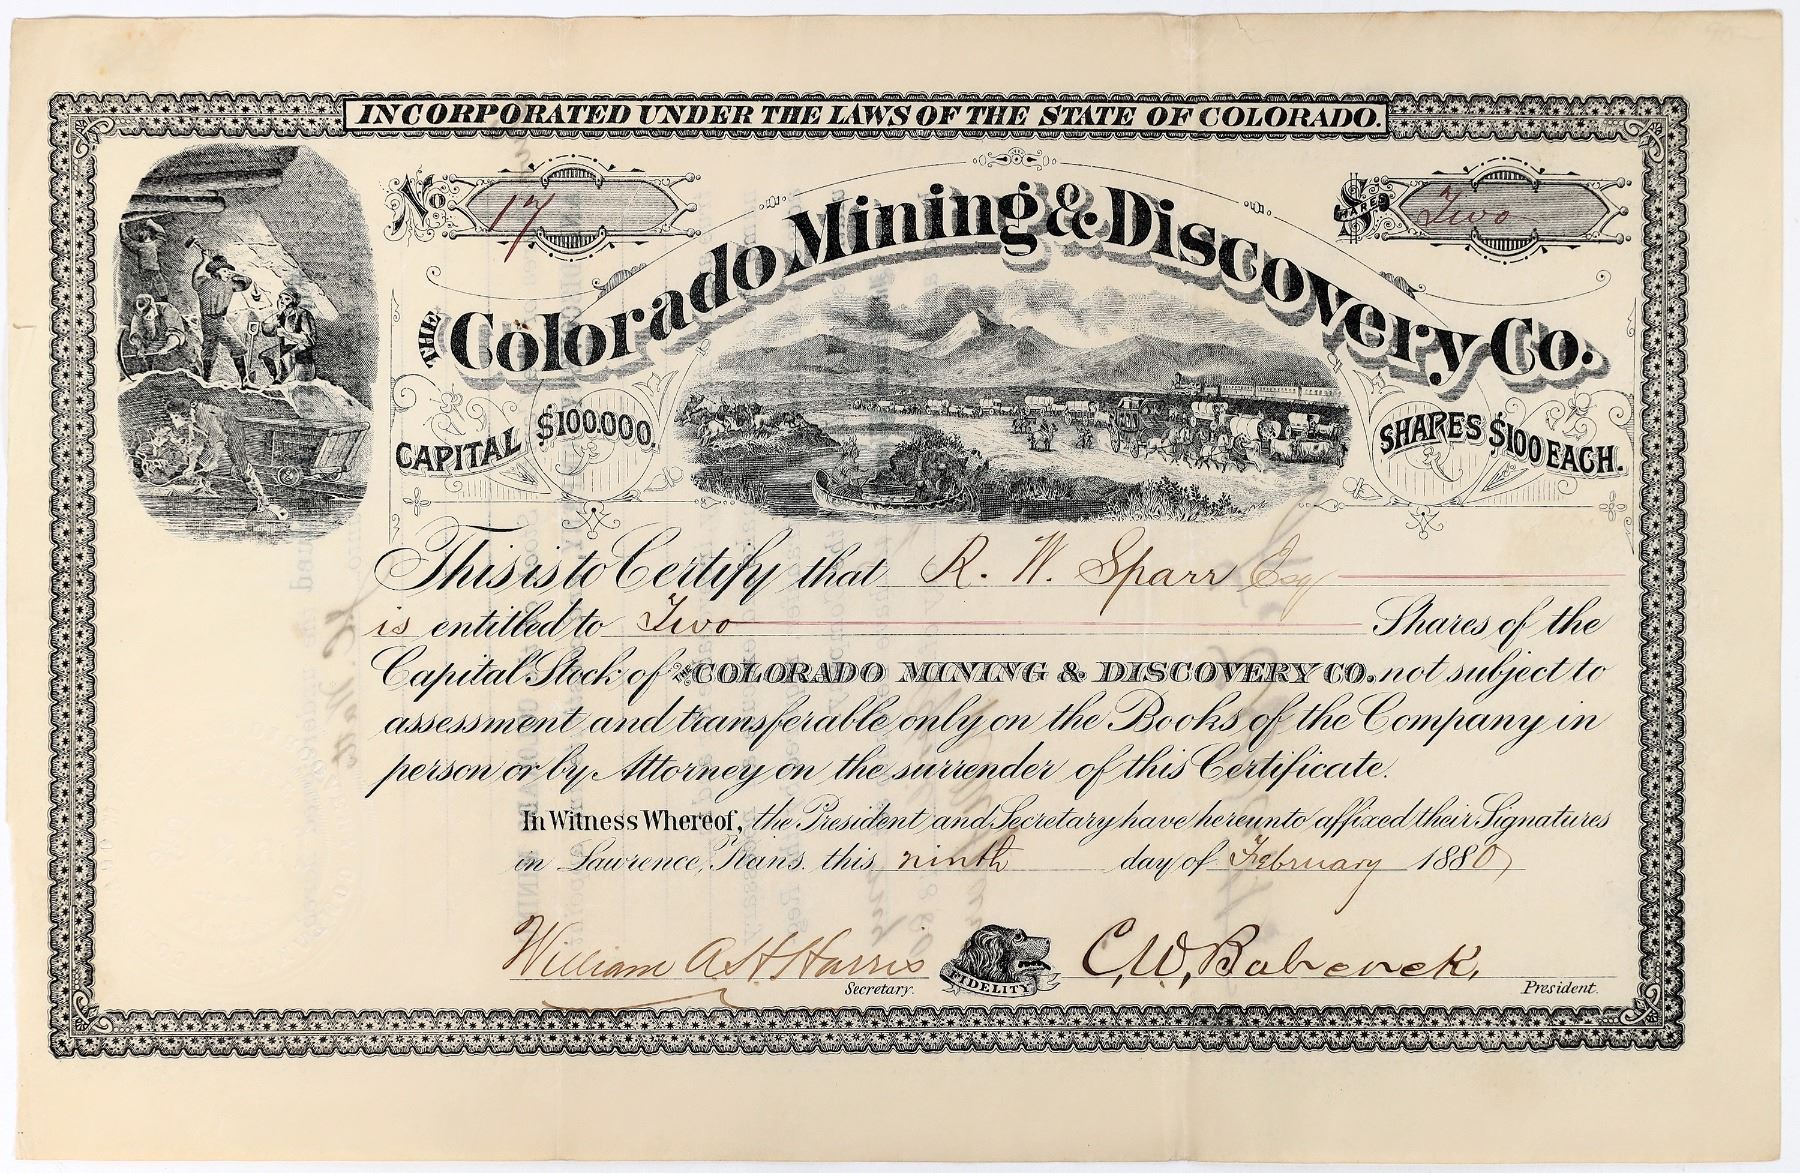 INCORPORATED UNDER THE LAWS OF THE STATE OF COLORADO.
No 17
SHARES Two
THE Colorado Mining & Discovery Co.
CAPITAL $100.000.
SHARES $100 EACH.
This is to Certify that R. W. Sparr Esq
is entitled to Two Shares of the
Capital Stock of THE COLORADO MINING & DISCOVERY CO. not subject to
assessment and transferable only on the Books of the Company in
person or by Attorney on the surrender of this Certificate.
In Witness Whereof, the President and Secretary have hereunto affixed their Signatures
in Lawrence, Kans. this ninth day of February 1880
William A H Harris
Secretary.
FIDELITY
C. W. Babcock,
President.